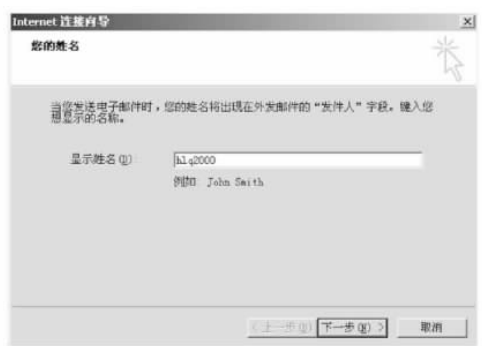 Internet 连接向导
您的姓名
当您发送电子邮件时，您的姓名将出现在外发邮件的“发件人”字段。键入您
想显示的名称。
显示姓名(D):
hlq2000
例如 John Smith
<上一步(B) 下一步(N) > 取消